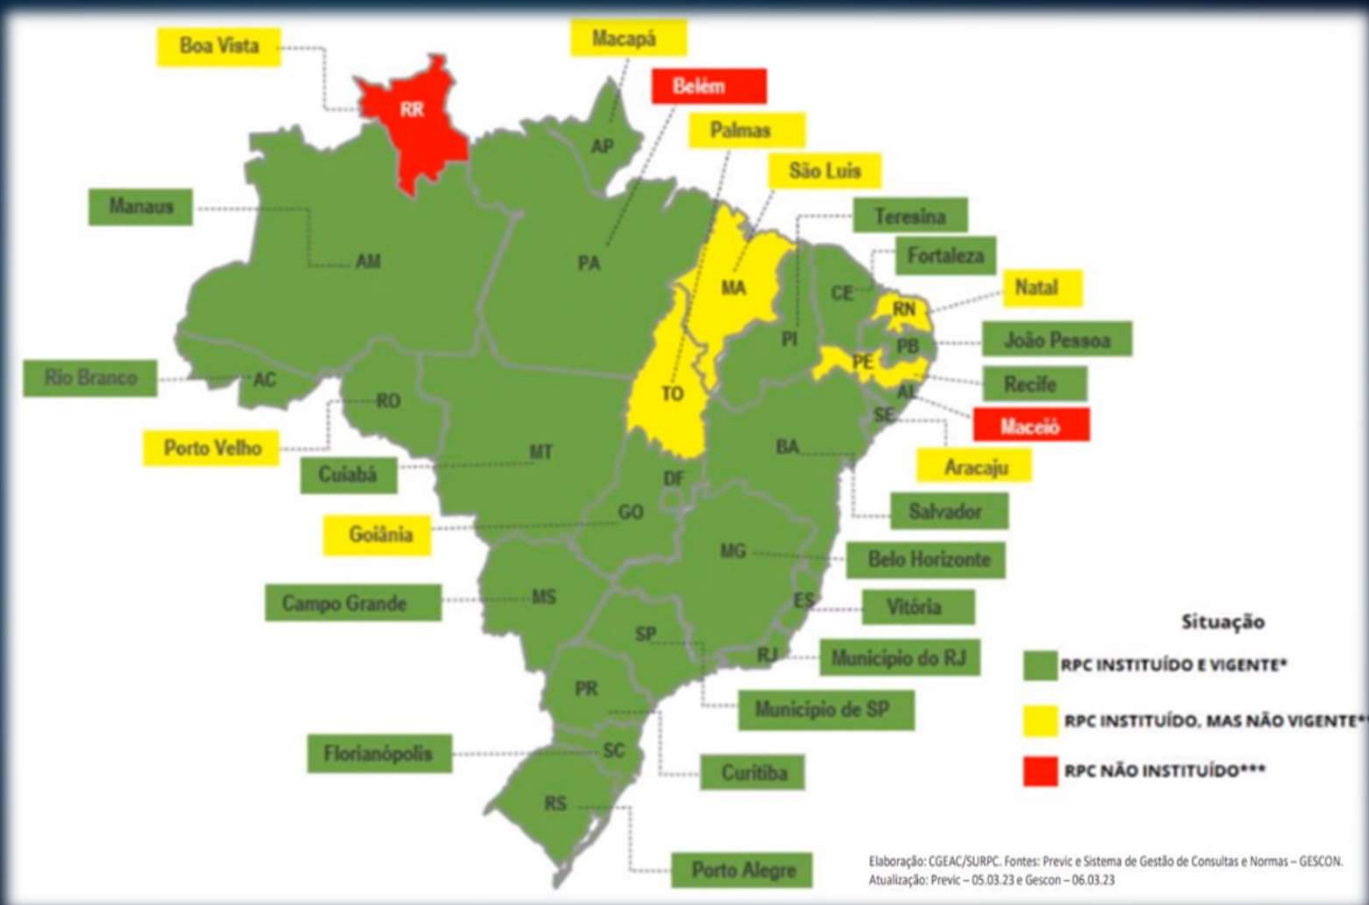 Boa Vista
Macapá
Belém
RR
Palmas
AP
São Luis
Manaus
Teresina
Fortaleza
AM
PA
MA
CE
Natal
RN
PI
PB
João Pessoa
PE
Rio Branco
AC
Recife
TO
AL
RO
SE
Maceió
Porto Velho
MT
BA
Cuiabá
Aracaju
DF
GO
Salvador
Goiânia
MG
Belo Horizonte
Campo Grande
MS
ES
Vitória
SP
RJ
Municipio do RJ
PR
Municipio de SP
Florianópolis
SC
Curitiba
RS
Porto Alegre
Situação
RPC INSTITUÍDO E VIGENTE*
RPC INSTITUÍDO, MAS NÃO VIGENTE**
RPC NÃO INSTITUÍDO***
Elaboração: CGEAC/SURPC. Fontes: Previc e Sistema de Gestão de Consultas e Normas – GESCON.
Atualização: Previc – 05.03.23 e Gescon – 06.03.23